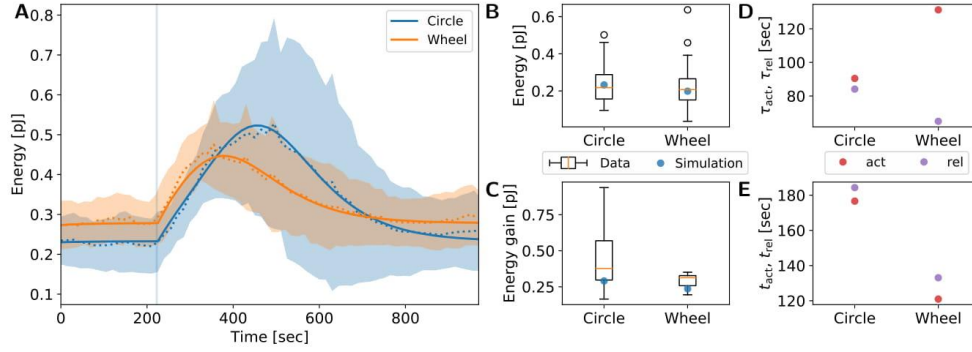 A
Energy [pJ]
0.8
0.7
0.6
0.5
0.4
0.3
0.2
0.1
Circle
Wheel
0
200
400
600
800
Time [sec]
B
Energy [pJ]
0.6
0.4
0.2
Circle
Wheel
Data
Simulation
C
Energy gain [pJ]
0.75
0.50
0.25
Circle
Wheel
D
τact, τrel [sec]
120
100
80
Circle
Wheel
act
rel
E
tact, trel [sec]
180
160
140
120
Circle
Wheel